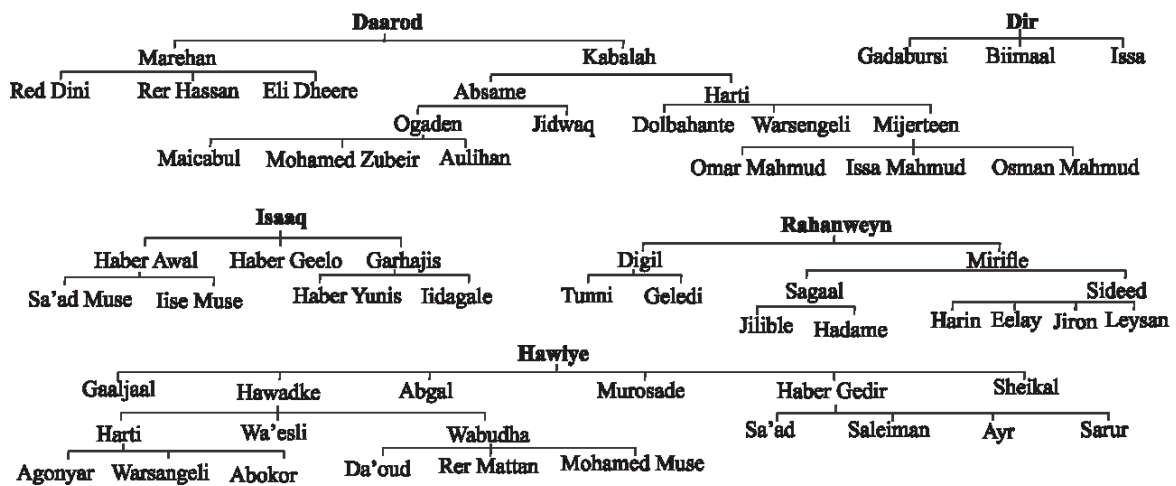 Daarod Dir
Marehan Kabalah Gadabursi Biimaal Issa
Red Dini Rer Hassan Eli Dheere Absame Harti
Ogaden Jidwaq Dolbahante Warsengeli Mijerteen
Maicabul Mohamed Zubeir Aulihan Omar Mahmud Issa Mahmud Osman Mahmud
Isaaq Rahanweyn
Haber Awal Haber Geelo Garhajis Digil Mirifle
Sa'ad Muse Iise Muse Haber Yunis Iidagale Tunni Geledi Sagaal Sideed
Jilible Hadame Harin Eelay Jiron Leysan
Hawiye
Gaaljaal Hawadke Abgal Murosade Haber Gedir Sheikal
Harti Wa'esli Wabudha Sa'ad Saleiman Ayr Sarur
Agonyar Warsangeli Abokor Da'oud Rer Mattan Mohamed Muse